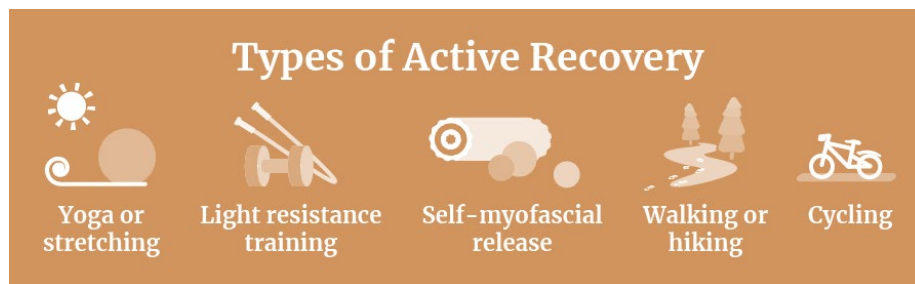 Types of Active Recovery
Yoga or
stretching
Light resistance
training
Self-myofascial
release
Walking or
hiking
Cycling